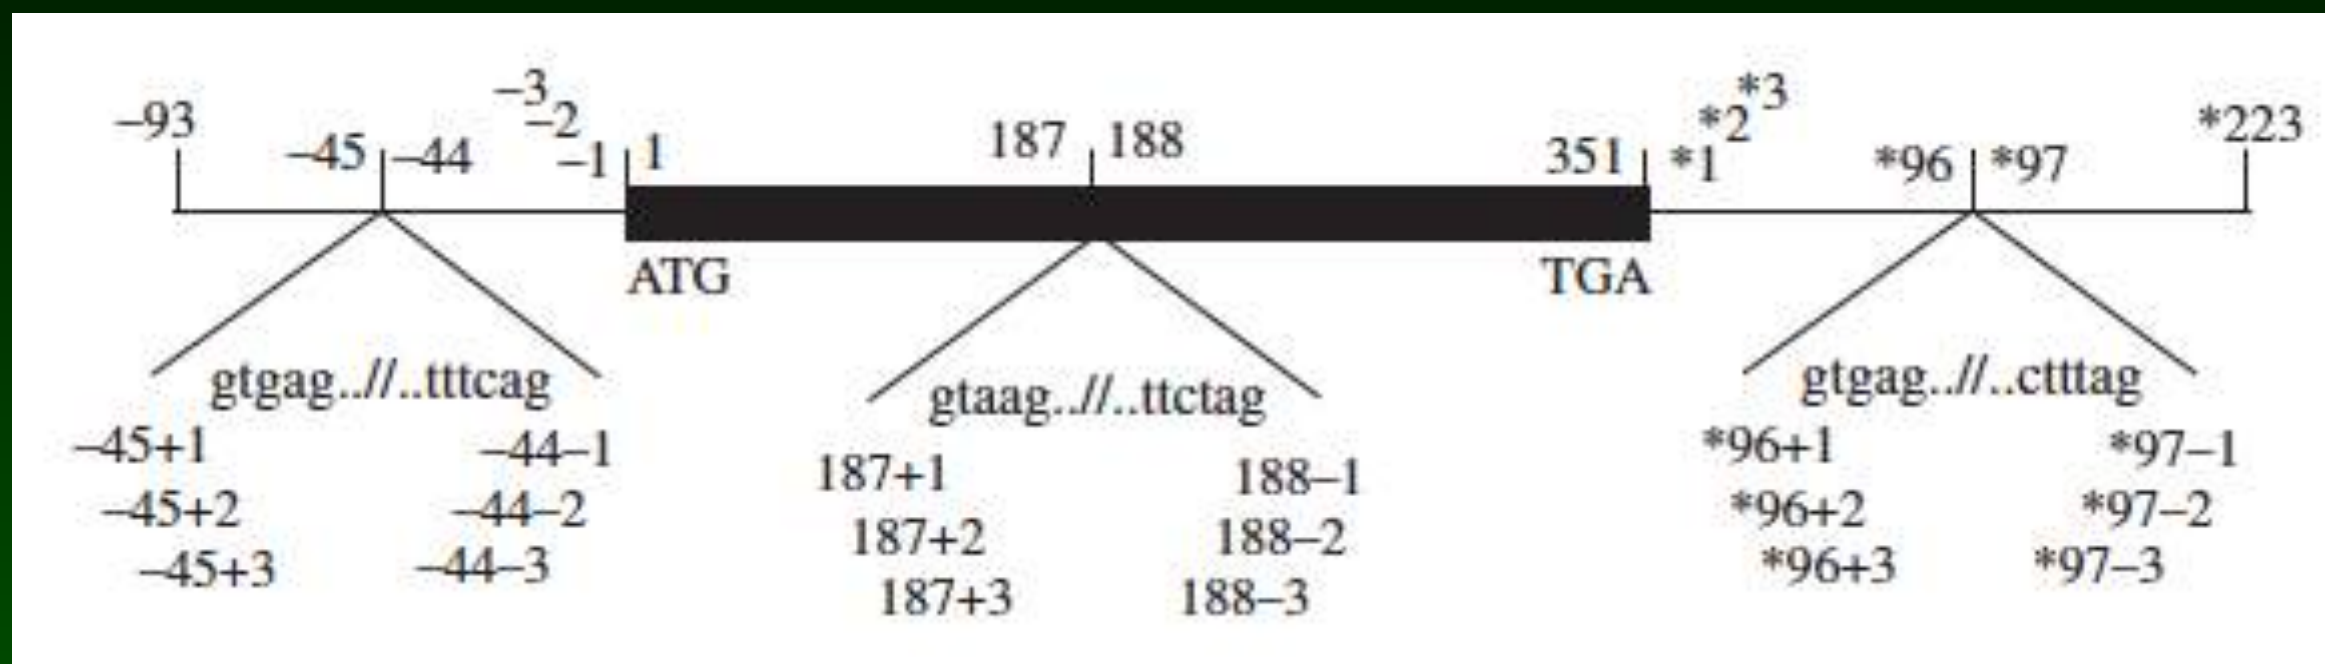 –3 *3
–93 –2 *2 *223
–45 –44 –1 1 187 188 351 *1 *96 *97
ATG TGA
gtgag..//..tttcag gtaag..//..ttctag gtgag..//..ctttag
–45+1 –44–1 187+1 188–1 *96+1 *97–1
–45+2 –44–2 187+2 188–2 *96+2 *97–2
–45+3 –44–3 187+3 188–3 *96+3 *97–3